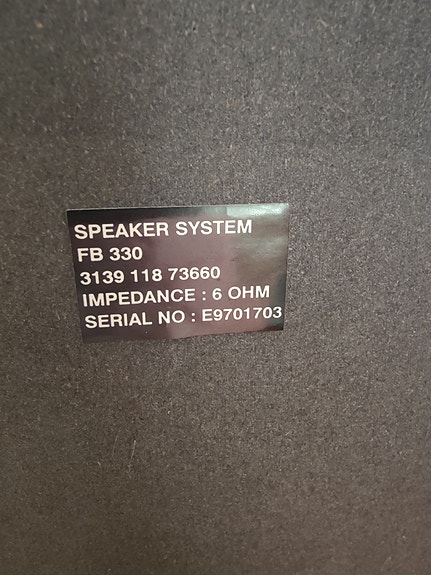 SPEAKER SYSTEM
FB 330
3139 118 73660
IMPEDANCE : 6 OHM
SERIAL NO : E9701703